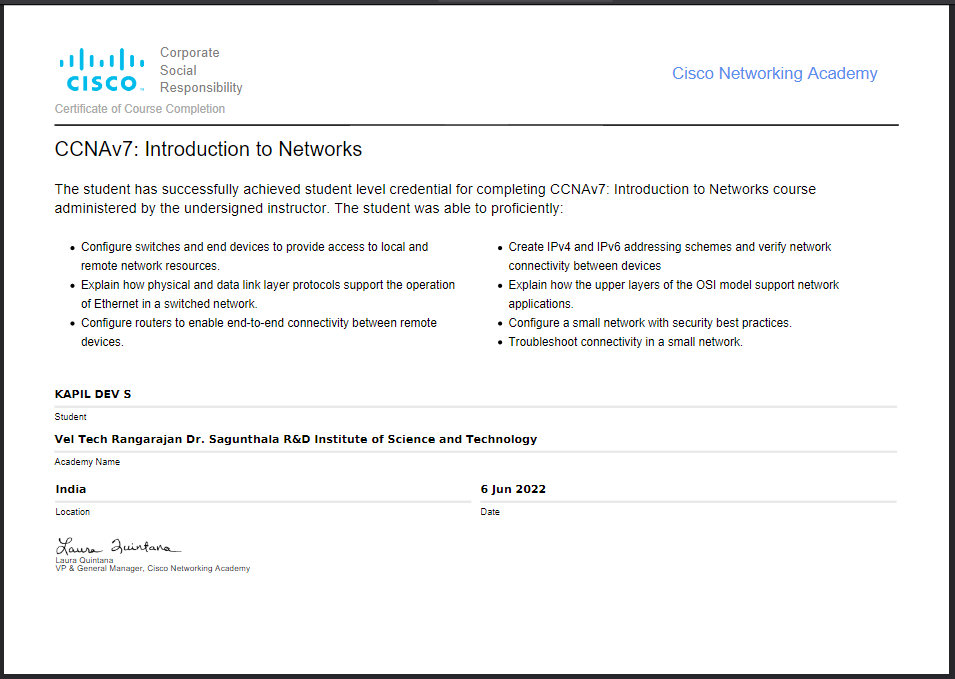 CISCO
Corporate
Social
Responsibility
Cisco Networking Academy
Certificate of Course Completion
CCNAv7: Introduction to Networks
The student has successfully achieved student level credential for completing CCNAv7: Introduction to Networks course
administered by the undersigned instructor. The student was able to proficiently:
• Configure switches and end devices to provide access to local and
remote network resources.
• Explain how physical and data link layer protocols support the operation
of Ethernet in a switched network.
• Configure routers to enable end-to-end connectivity between remote
devices.
• Create IPv4 and IPv6 addressing schemes and verify network
connectivity between devices
• Explain how the upper layers of the OSI model support network
applications.
• Configure a small network with security best practices.
• Troubleshoot connectivity in a small network.
KAPIL DEV S
Student
Vel Tech Rangarajan Dr. Sagunthala R&D Institute of Science and Technology
Academy Name
India
Location
6 Jun 2022
Date
Laura Quintana
Laura Quintana
VP & General Manager, Cisco Networking Academy